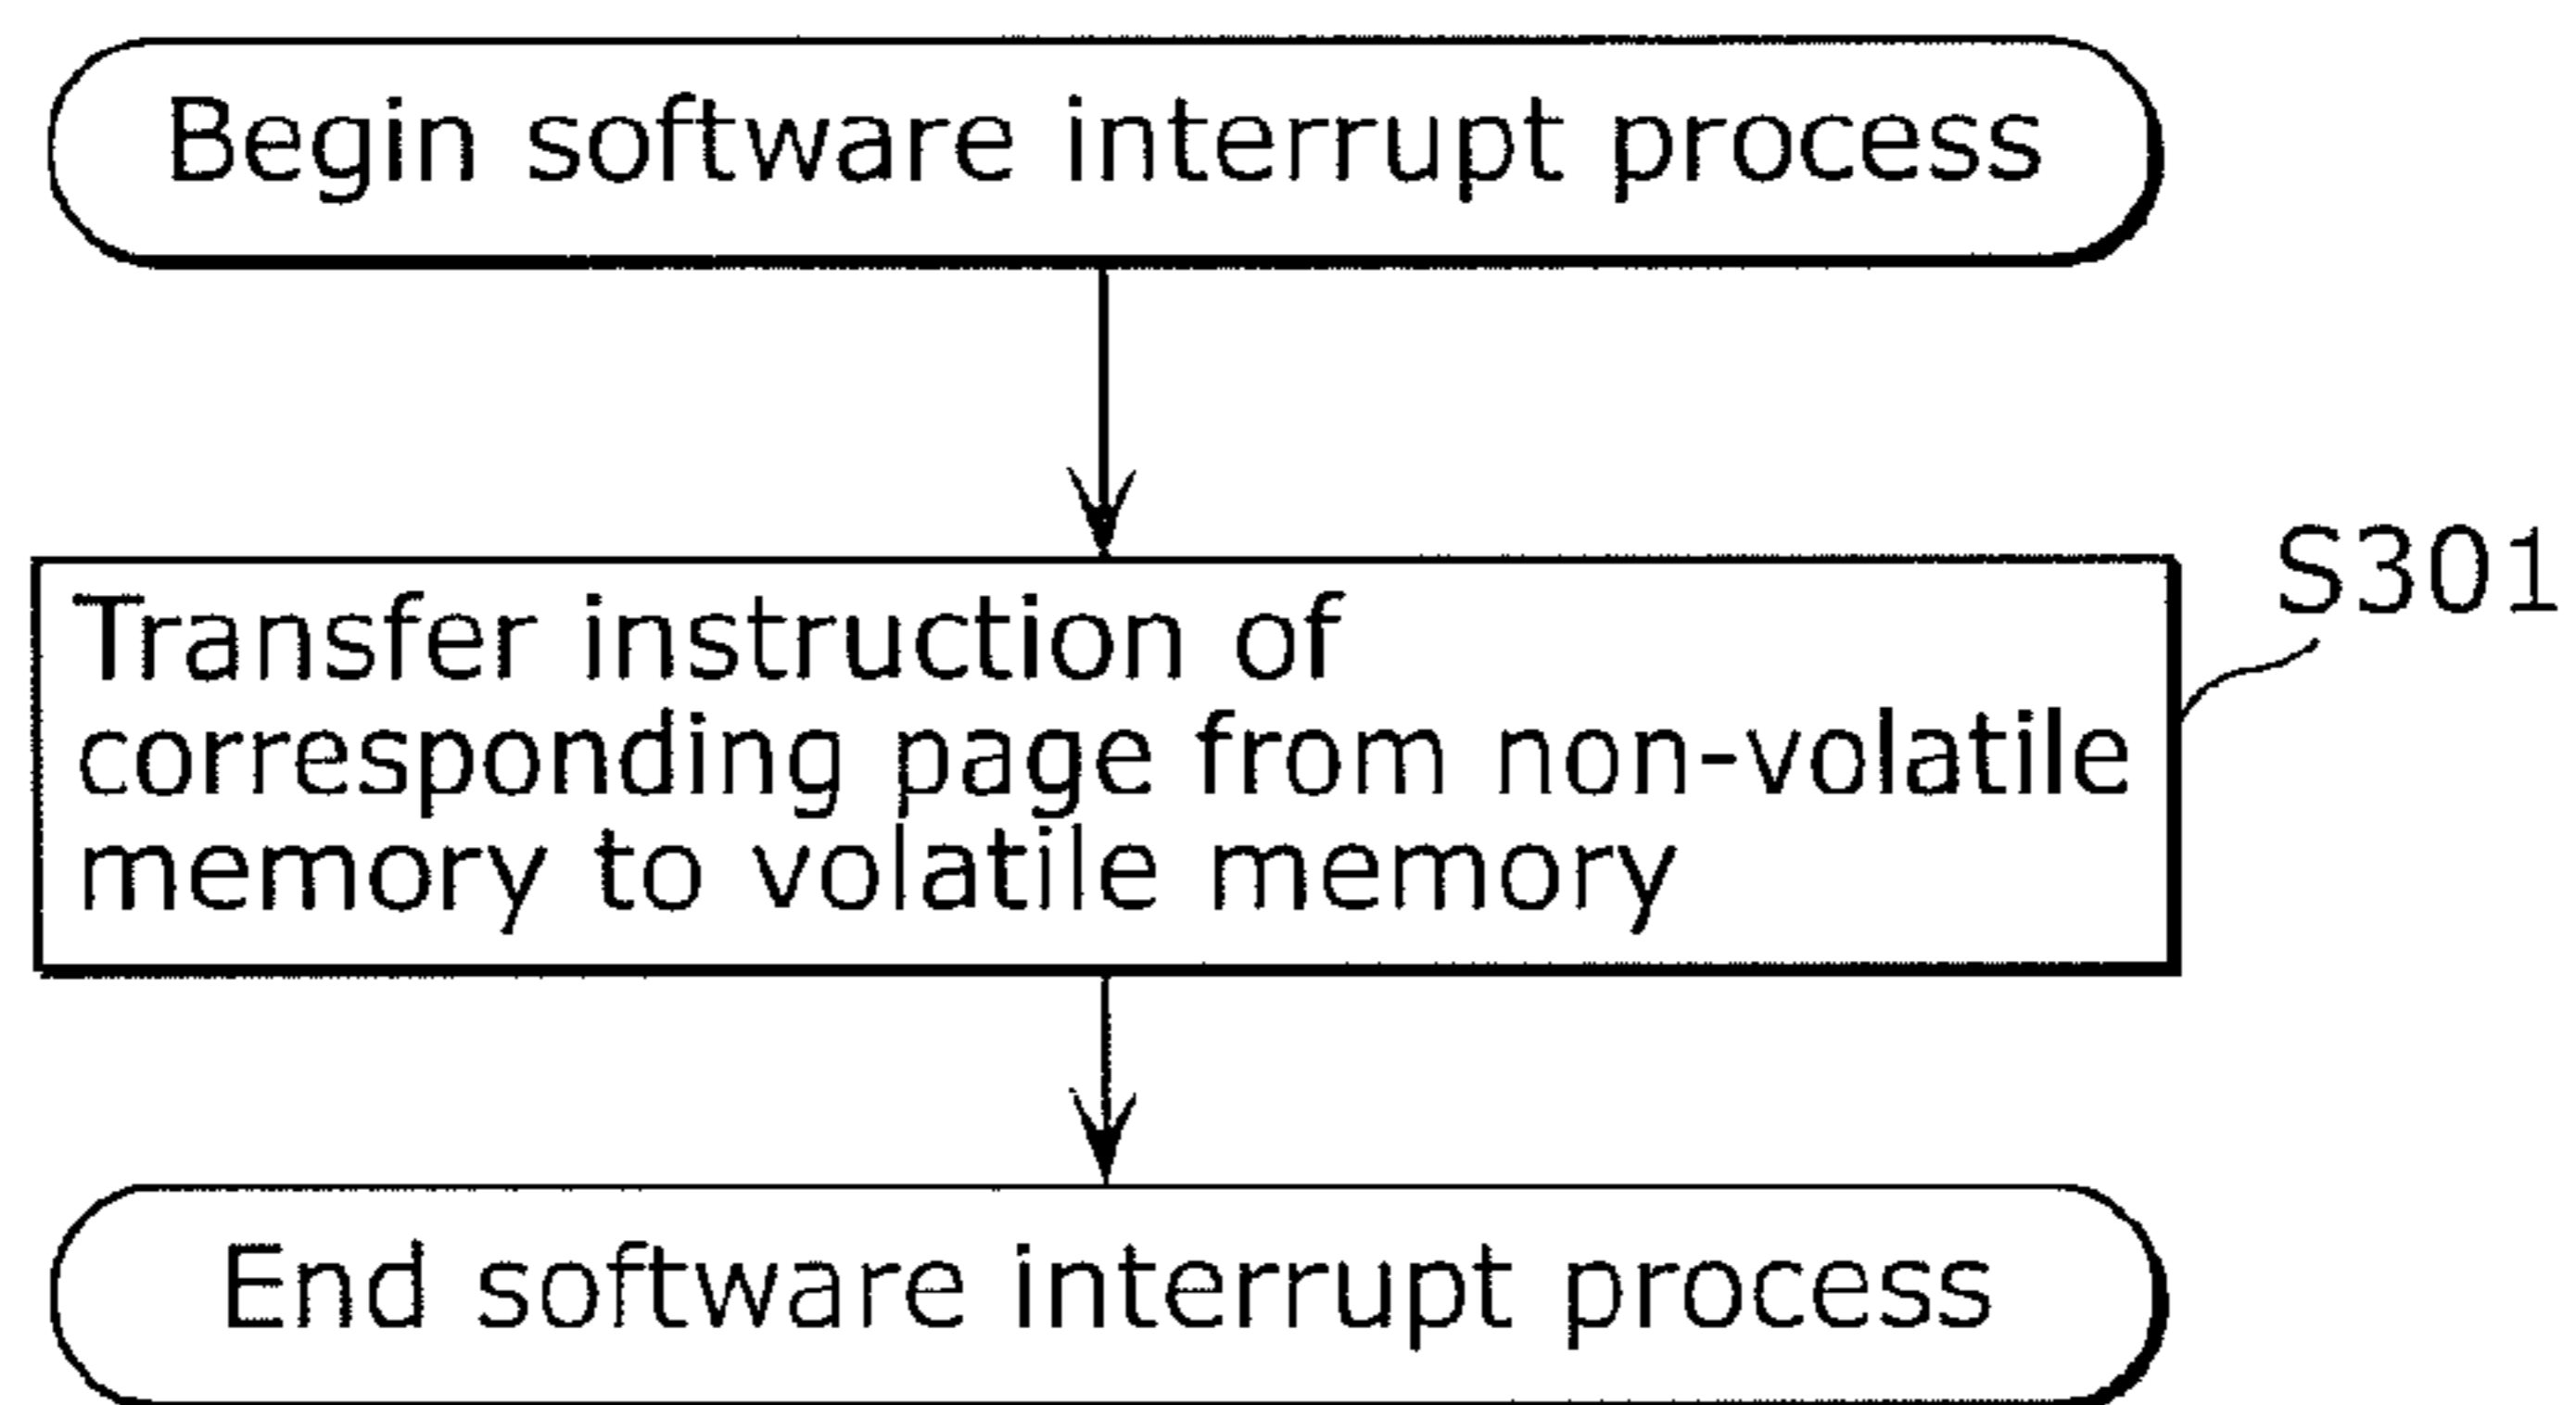 Begin software interrupt process
S301
Transfer instruction of
corresponding page from non-volatile
memory to volatile memory
End software interrupt process